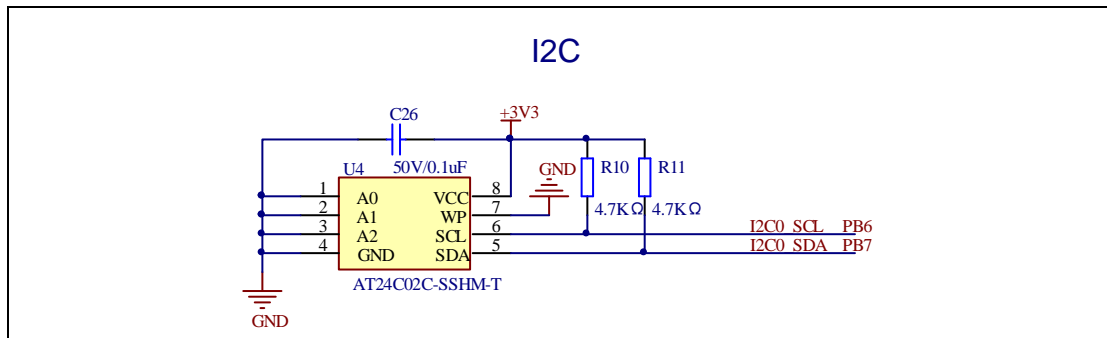 I2C
C26
+3V3
50V/0.1uF
U4
GND
R10
R11
1 A0 VCC 8
2 A1 WP 7
3 A2 SCL 6
4 GND SDA 5
4.7KΩ 4.7KΩ
I2C0_SCL PB6
I2C0_SDA PB7
AT24C02C-SSHM-T
GND